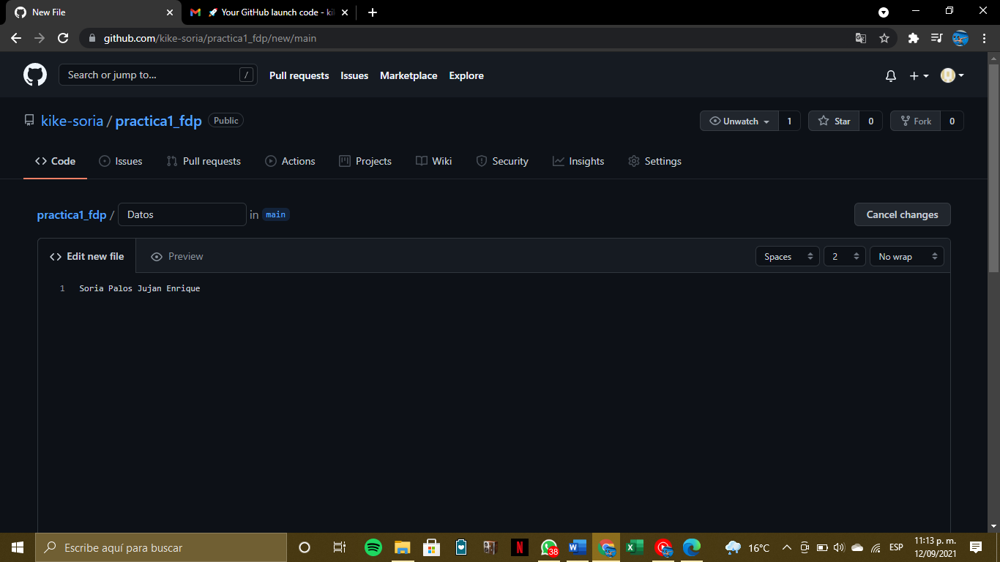 New File
Your GitHub launch code - ki
github.com/kike-soria/practica1_fdp/new/main
Search or jump to... /
Pull requests Issues Marketplace Explore
kike-soria / practica1_fdp Public
Unwatch 1 Star 0 Fork 0
Code Issues Pull requests Actions Projects Wiki Security Insights Settings
practica1_fdp / Datos in main
Cancel changes
<> Edit new file Preview
Spaces 2 No wrap
1 Soria Palos Jujan Enrique
Escribe aquí para buscar
38
16°C
ESP
11:13 p. m.
12/09/2021